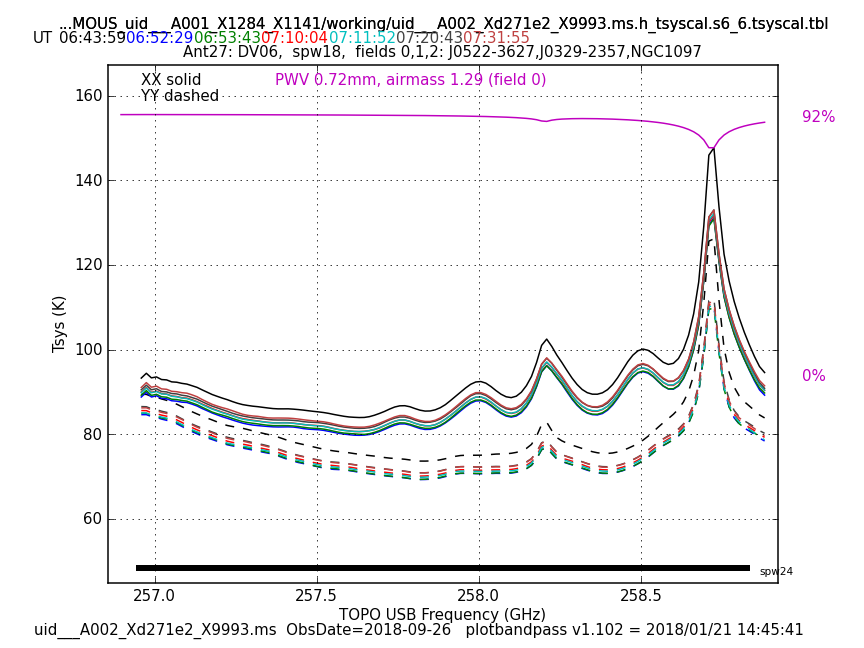 ...MOUS_uid___A001_X1284_X1141/working/uid___A002_Xd271e2_X9993.ms.h_tsyscal.s6_6.tsyscal.tbl
UT 06:43:59 06:52:29 06:53:43 07:10:04 07:11:52 07:20:43 07:31:55
Ant27: DV06, spw18, fields 0,1,2: J0522-3627,J0329-2357,NGC1097
XX solid
YY dashed
PWV 0.72mm, airmass 1.29 (field 0)
92%
0%
160
140
120
100
80
60
Tsys (K)
spw24
257.0 257.5 258.0 258.5
TOPO USB Frequency (GHz)
uid___A002_Xd271e2_X9993.ms ObsDate=2018-09-26 plotbandpass v1.102 = 2018/01/21 14:45:41